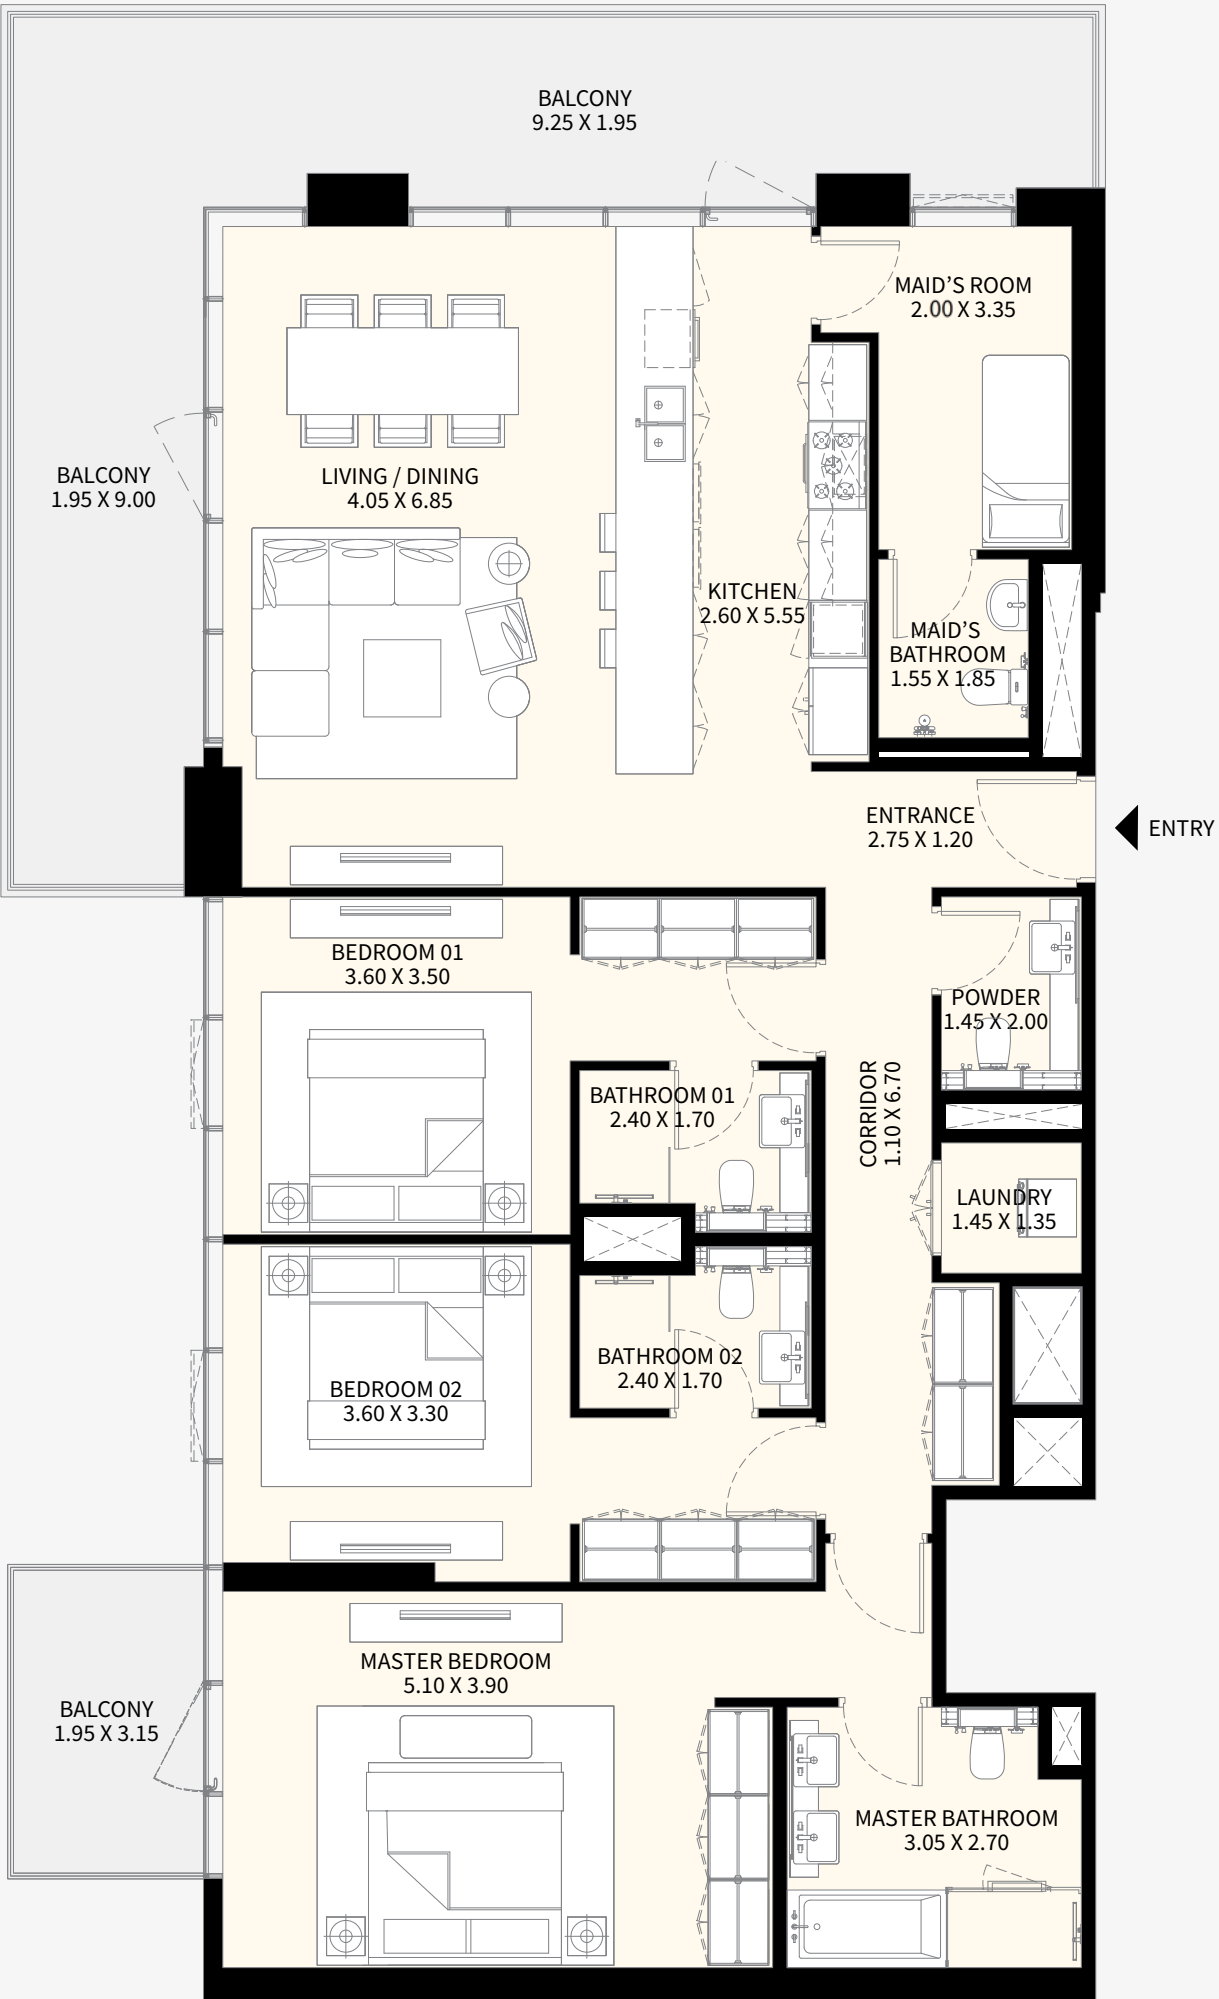 BALCONY
9.25 X 1.95
MAID'S ROOM
2.00 X 3.35
BALCONY
1.95 X 9.00
LIVING / DINING
4.05 X 6.85
KITCHEN
2.60 X 5.55
MAID'S
BATHROOM
1.55 X 1.85
ENTRANCE
2.75 X 1.20
ENTRY
BEDROOM 01
3.60 X 3.50
POWDER
1.45 X 2.00
BATHROOM 01
2.40 X 1.70
CORRIDOR
1.10 X 6.70
LAUNDRY
1.45 X 1.35
BATHROOM 02
2.40 X 1.70
BEDROOM 02
3.60 X 3.30
MASTER BEDROOM
5.10 X 3.90
BALCONY
1.95 X 3.15
MASTER BATHROOM
3.05 X 2.70